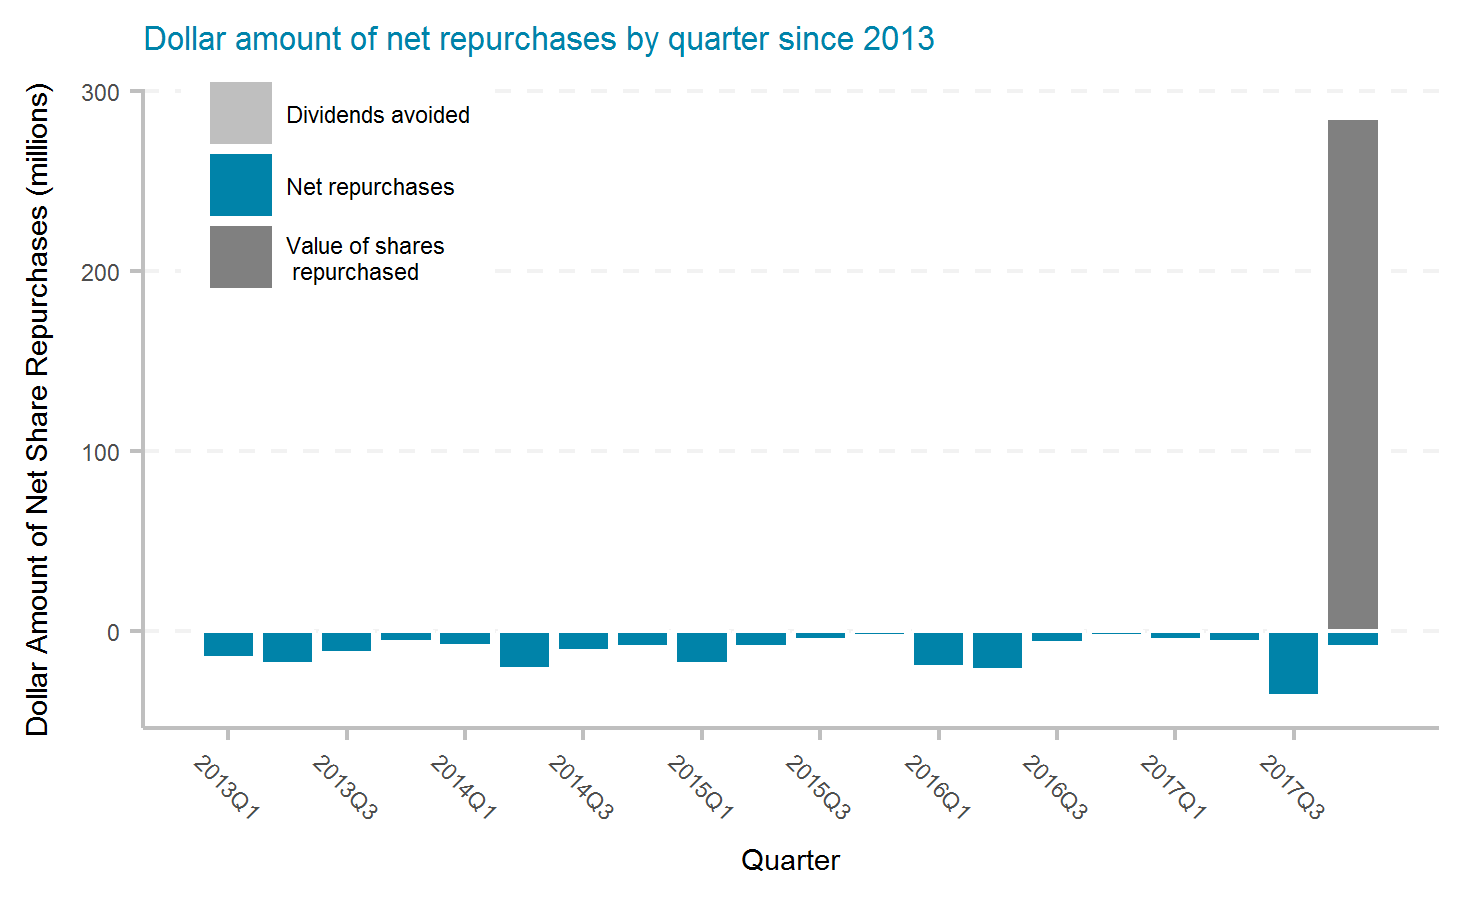 Dollar amount of net repurchases by quarter since 2013
Dollar Amount of Net Share Repurchases (millions)
300
200
100
0
Dividends avoided
Net repurchases
Value of shares
repurchased
2013Q1
2013Q3
2014Q1
2014Q3
2015Q1
2015Q3
2016Q1
2016Q3
2017Q1
2017Q3
Quarter